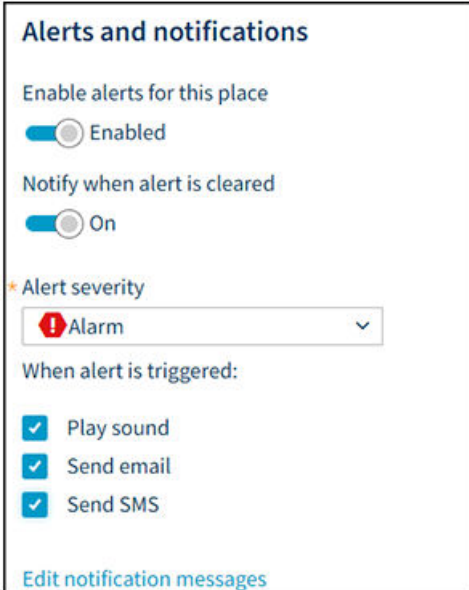 Alerts and notifications
Enable alerts for this place
Enabled
Notify when alert is cleared
On
* Alert severity
! Alarm
When alert is triggered:
Play sound
Send email
Send SMS
Edit notification messages